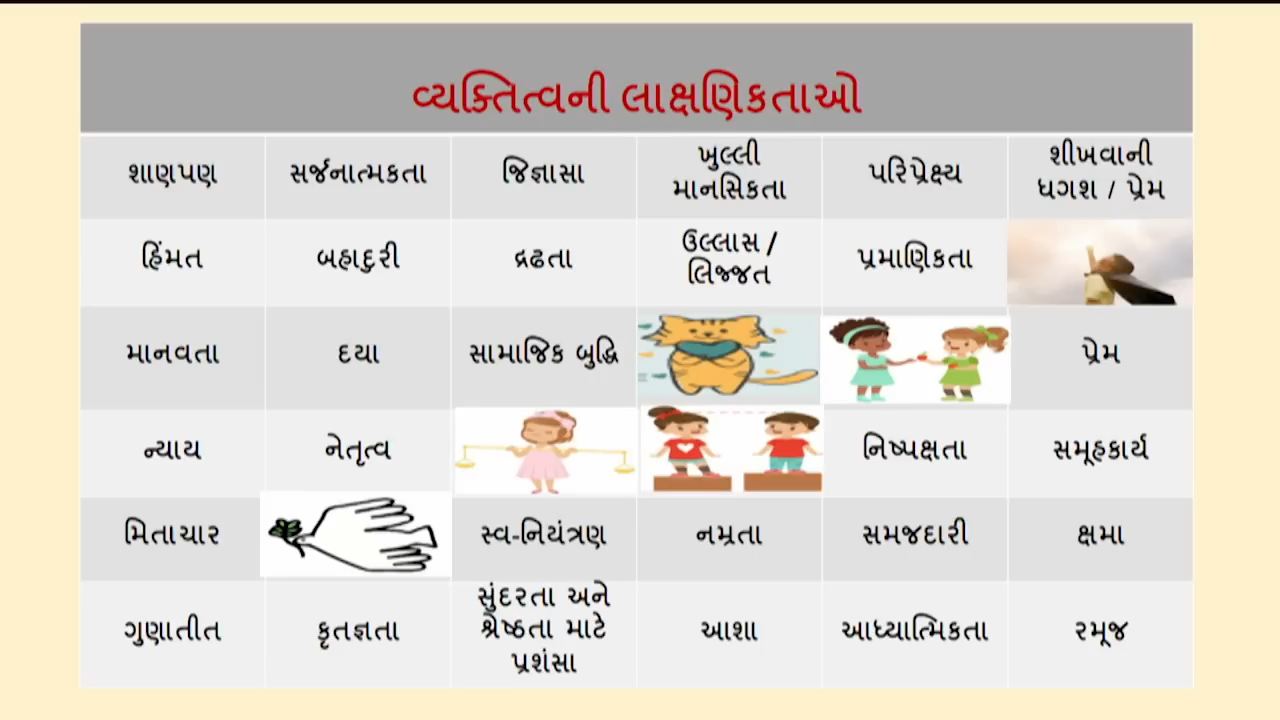 વ્યક્તિત્વની લાક્ષણિકતાઓ
શાણપણ
સર્જનાત્મકતા
જિજ્ઞાસા
ખુલ્લી
માનસિકતા
પરિપ્રેક્ષ્ય
શીખવાની
ધગશ / પ્રેમ
હિંમત
બહાદુરી
દ્રઢતા
ઉલ્લાસ /
લિજ્જત
પ્રમાણિકતા
માનવતા
દયા
સામાજિક બુદ્ધિ
પ્રેમ
ન્યાય
નેતૃત્વ
નિષ્પક્ષતા
સમૂહકાર્ય
મિતાચાર
સ્વ-નિયંત્રણ
નમ્રતા
સમજદારી
ક્ષમા
ગુણાતીત
કૃતજ્ઞતા
સુંદરતા અને
શ્રેષ્ઠતા માટે
પ્રશંસા
આશા
આધ્યાત્મિકતા
રમૂજ